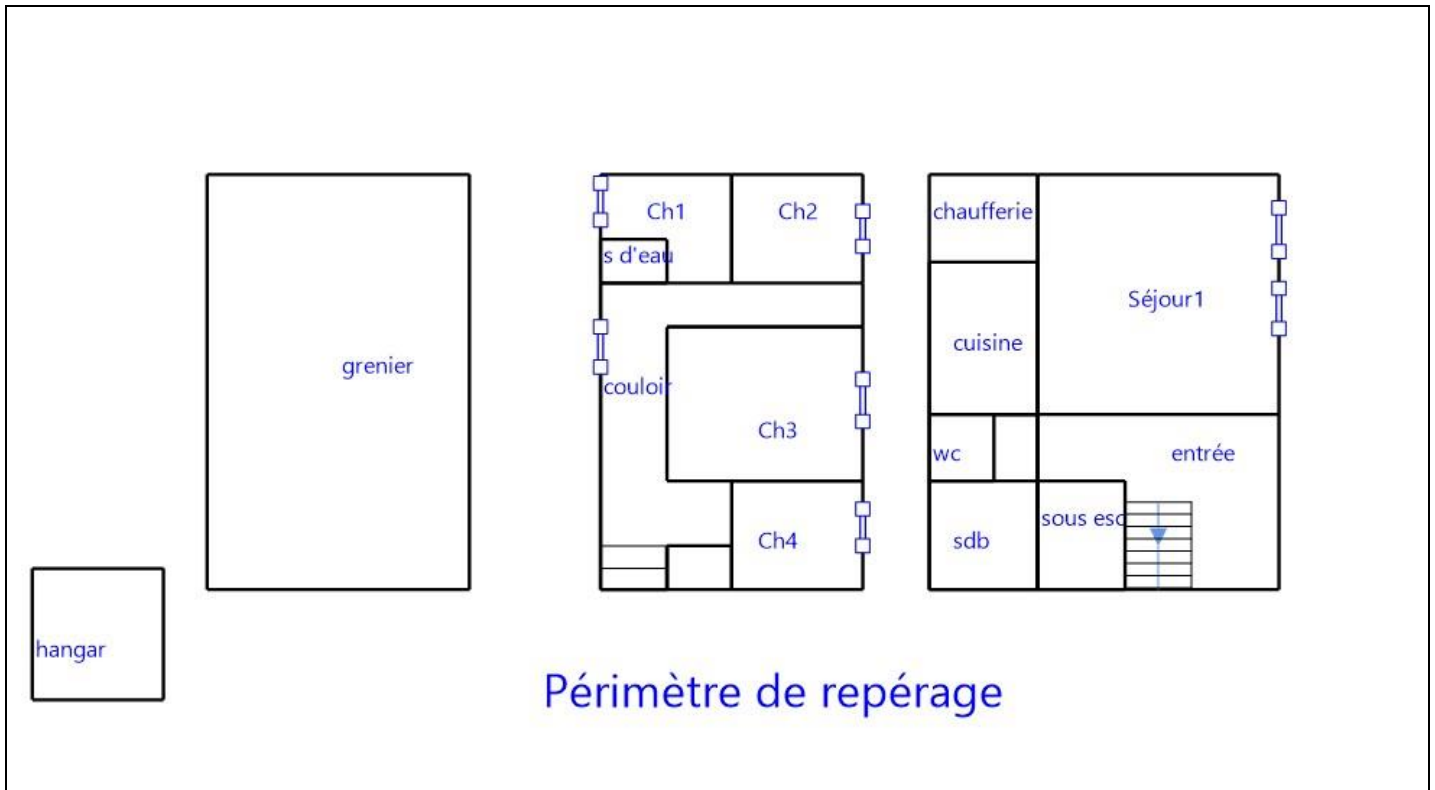 Ch1
Ch2
chaufferie
s d'eau
Séjour1
cuisine
grenier
couloir
Ch3
wc
entrée
sous esc
sdb
Ch4
hangar
Périmètre de repérage